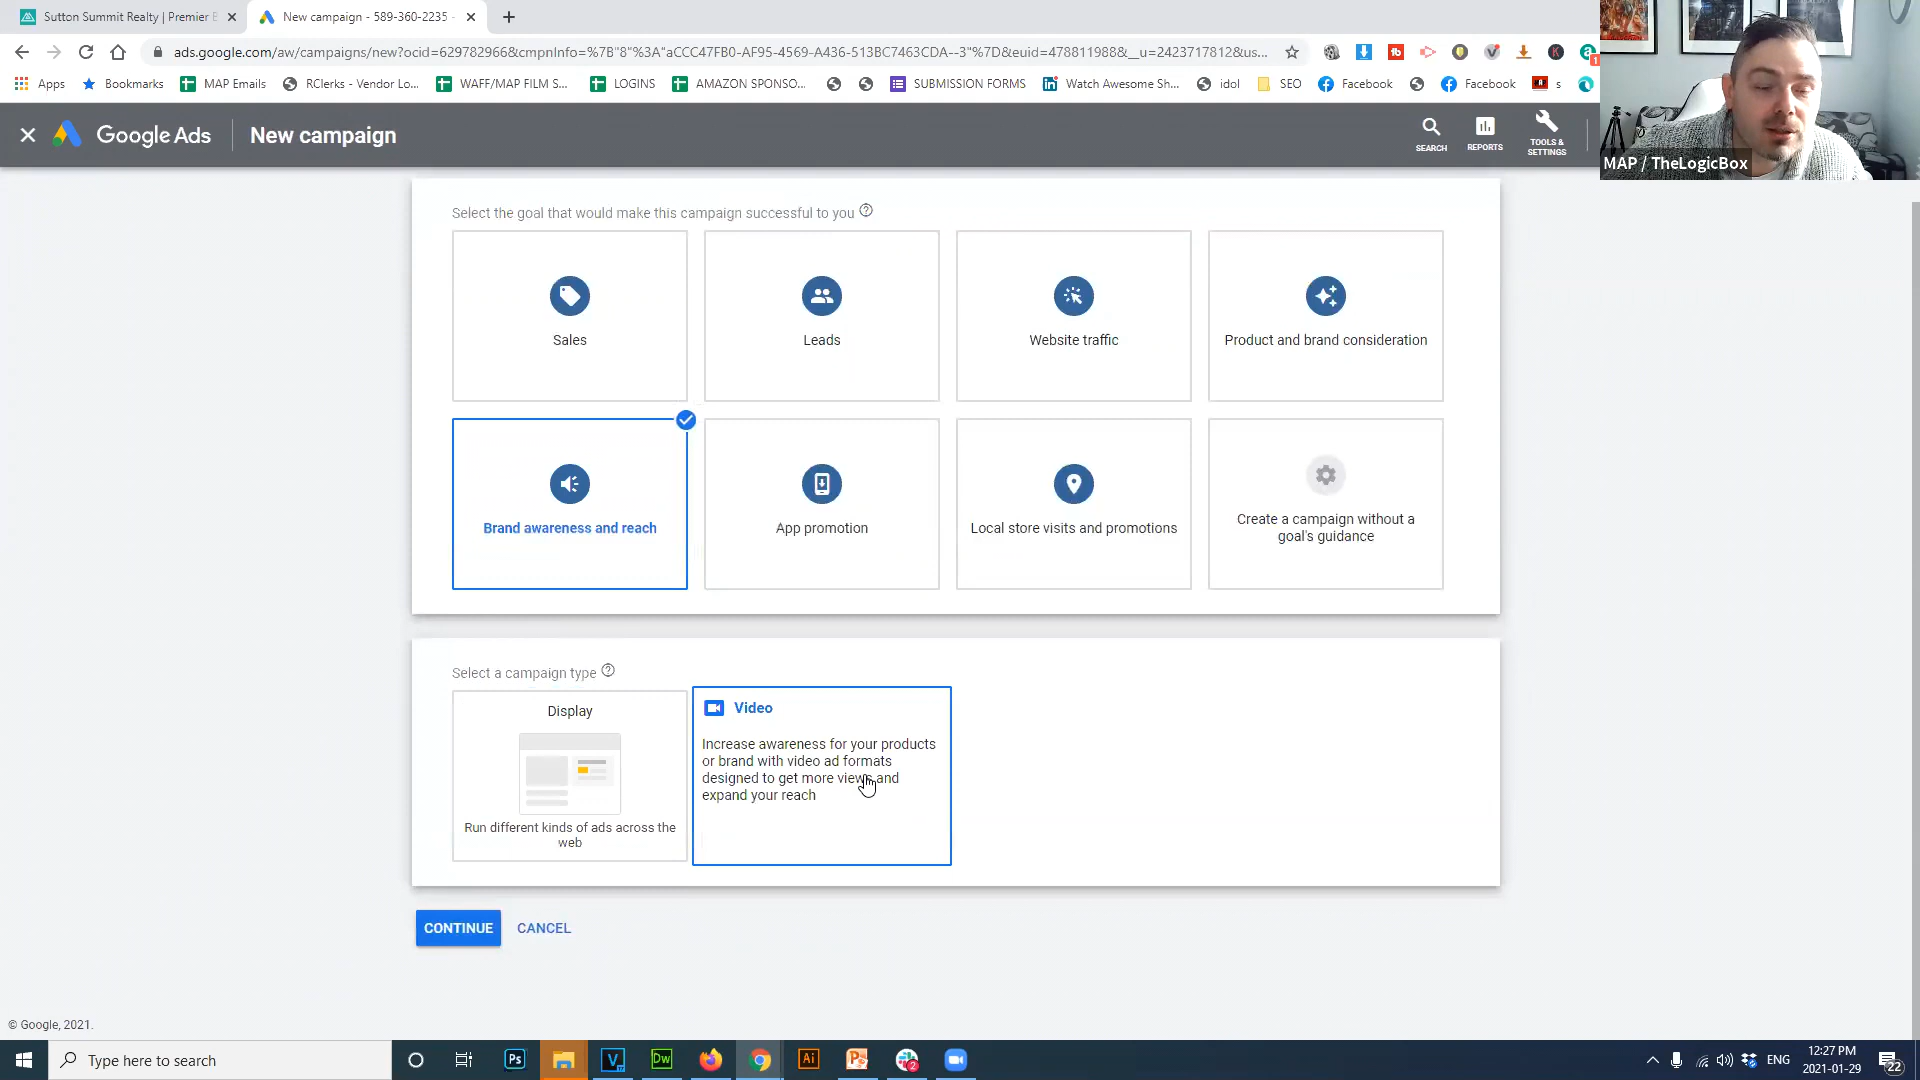 Sutton Summit Realty | Premier
New campaign - 589-360-2235 -
ads.google.com/aw/campaigns/new?ocid=629782966&cmpnInfo=%7B"8"%3A"aCCC47FB0-AF95-4569-A436-513BC7463CDA--3"%7D&euid=478811988&__u=2423717812&us...
Apps
Bookmarks
MAP Emails
RClerks - Vendor Lo...
WAFF/MAP FILM S...
LOGINS
AMAZON SPONSO...
SUBMISSION FORMS
Watch Awesome Sh...
idol
SEO
Facebook
Facebook
s
Google Ads
New campaign
SEARCH
REPORTS
TOOLS &
SETTINGS
MAP / TheLogicBox
Select the goal that would make this campaign successful to you
Sales
Leads
Website traffic
Product and brand consideration
Brand awareness and reach
App promotion
Local store visits and promotions
Create a campaign without a
goal's guidance
Select a campaign type
Display
Run different kinds of ads across the
web
Video
Increase awareness for your products
or brand with video ad formats
designed to get more views and
expand your reach
CONTINUE
CANCEL
© Google, 2021.
Type here to search
Ps
V
Dw
Ai
2
ENG
12:27 PM
2021-01-29
22